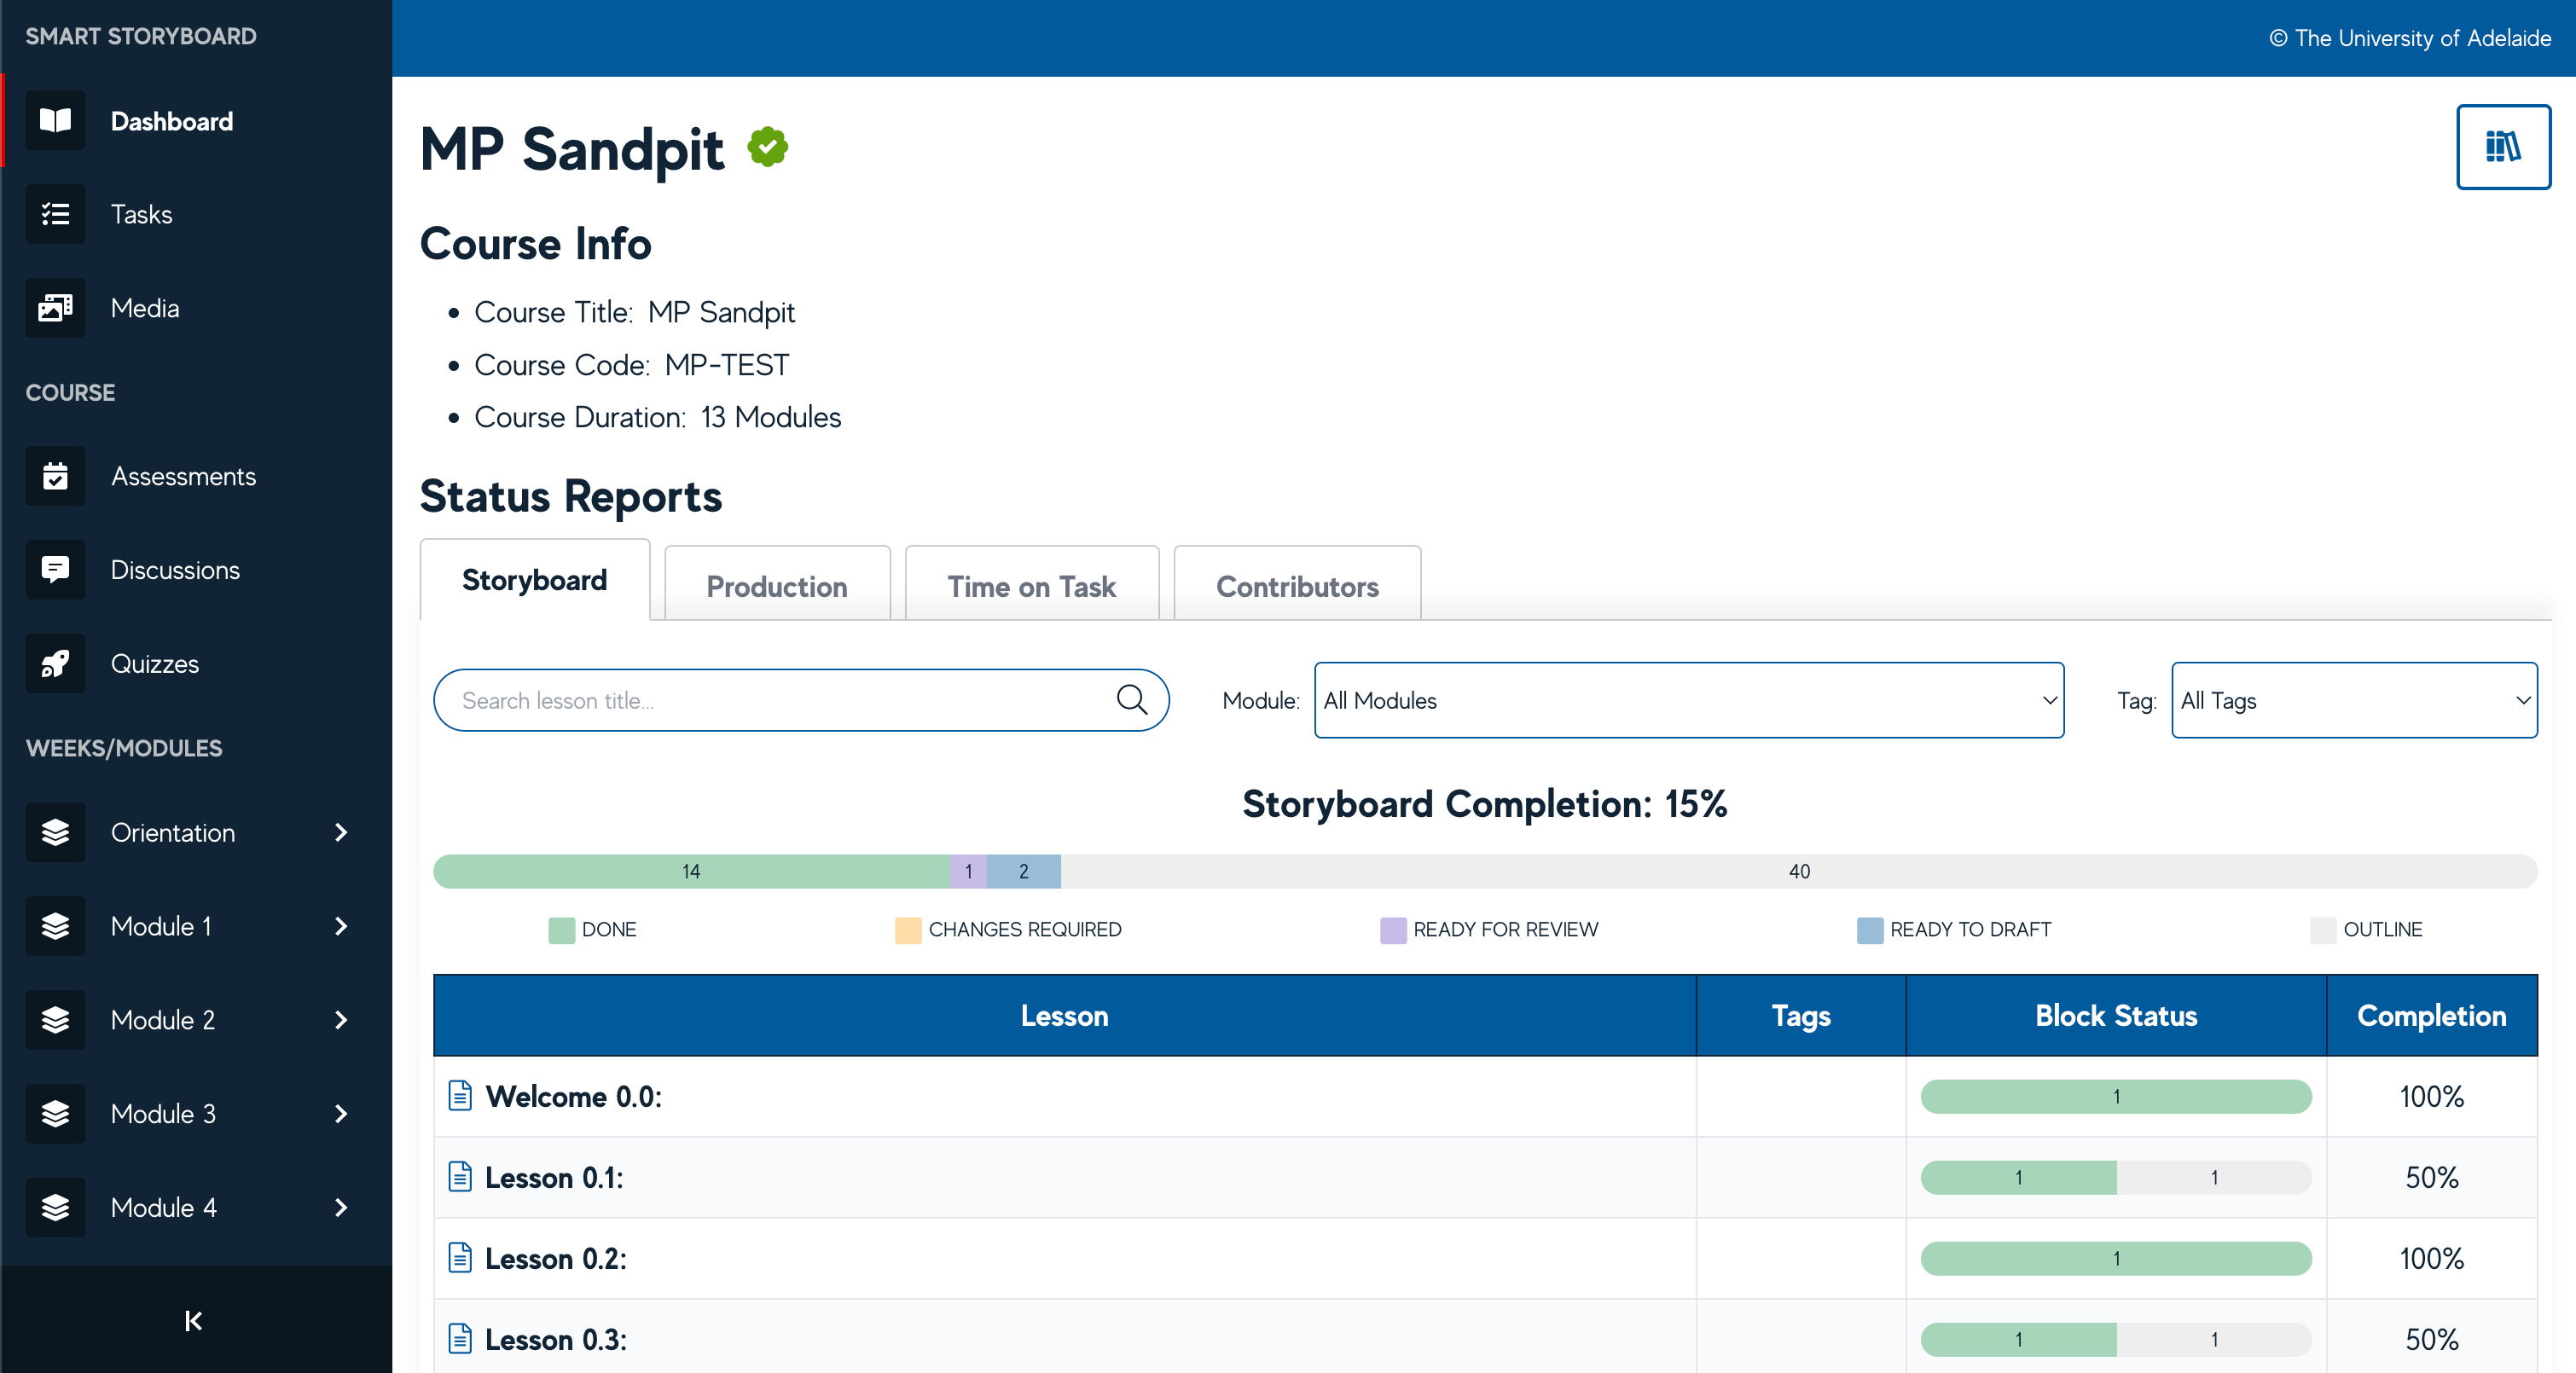 SMART STORYBOARD
Dashboard
Tasks
Media
COURSE
Assessments
Discussions
Quizzes
WEEKS/MODULES
Orientation
Module 1
Module 2
Module 3
Module 4
© The University of Adelaide
MP Sandpit
Course Info
• Course Title: MP Sandpit
• Course Code: MP-TEST
• Course Duration: 13 Modules
Status Reports
Storyboard Production Time on Task Contributors
Search lesson title... Module: All Modules Tag: All Tags
Storyboard Completion: 15%
14 1 2 40
DONE CHANGES REQUIRED READY FOR REVIEW READY TO DRAFT OUTLINE
Lesson Tags Block Status Completion
Welcome 0.0: 1 100%
Lesson 0.1: 1 1 50%
Lesson 0.2: 1 100%
Lesson 0.3: 1 1 50%